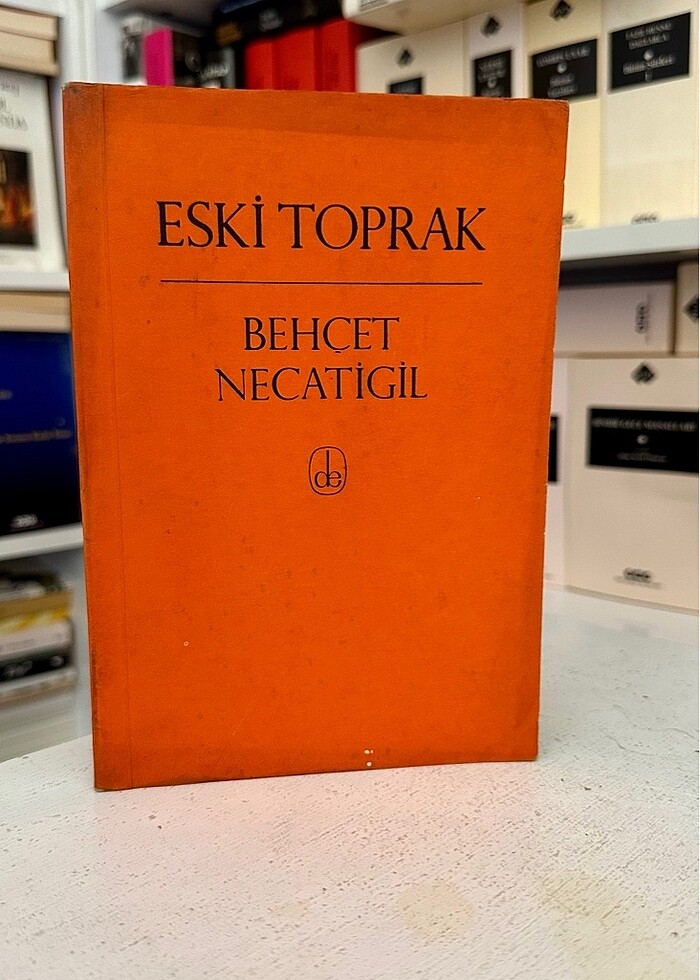 ESKİ TOPRAK
BEHÇET
NECATİGİL
de